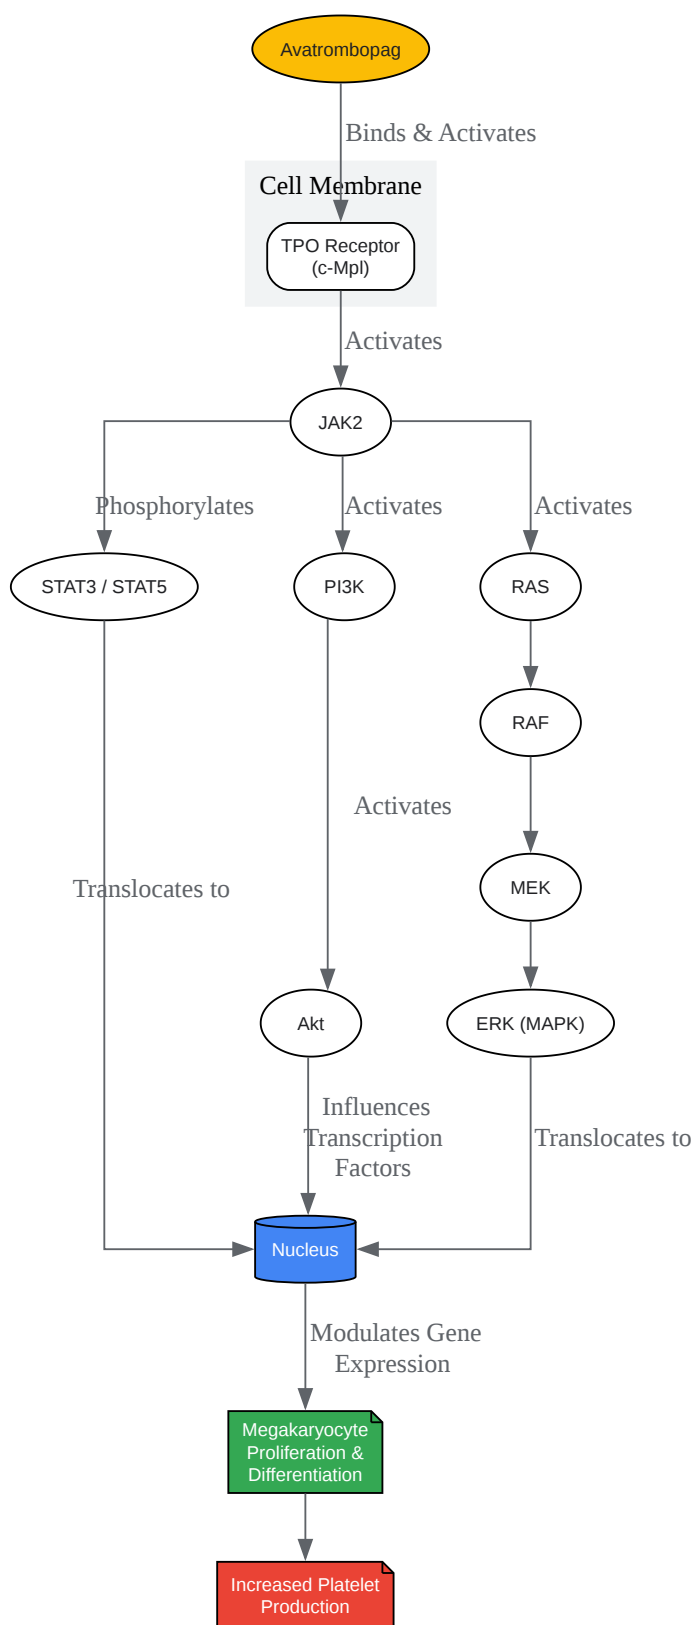 Avatrombopag
Binds & Activates
Cell Membrane
TPO Receptor
(c-Mpl)
Activates
JAK2
Phosphorylates
Activates
Activates
STAT3 / STAT5
PI3K
RAS
RAF
Activates
MEK
Translocates to
Akt
ERK (MAPK)
Influences
Transcription
Factors
Translocates to
Nucleus
Modulates Gene
Expression
Megakaryocyte
Proliferation &
Differentiation
Increased Platelet
Production